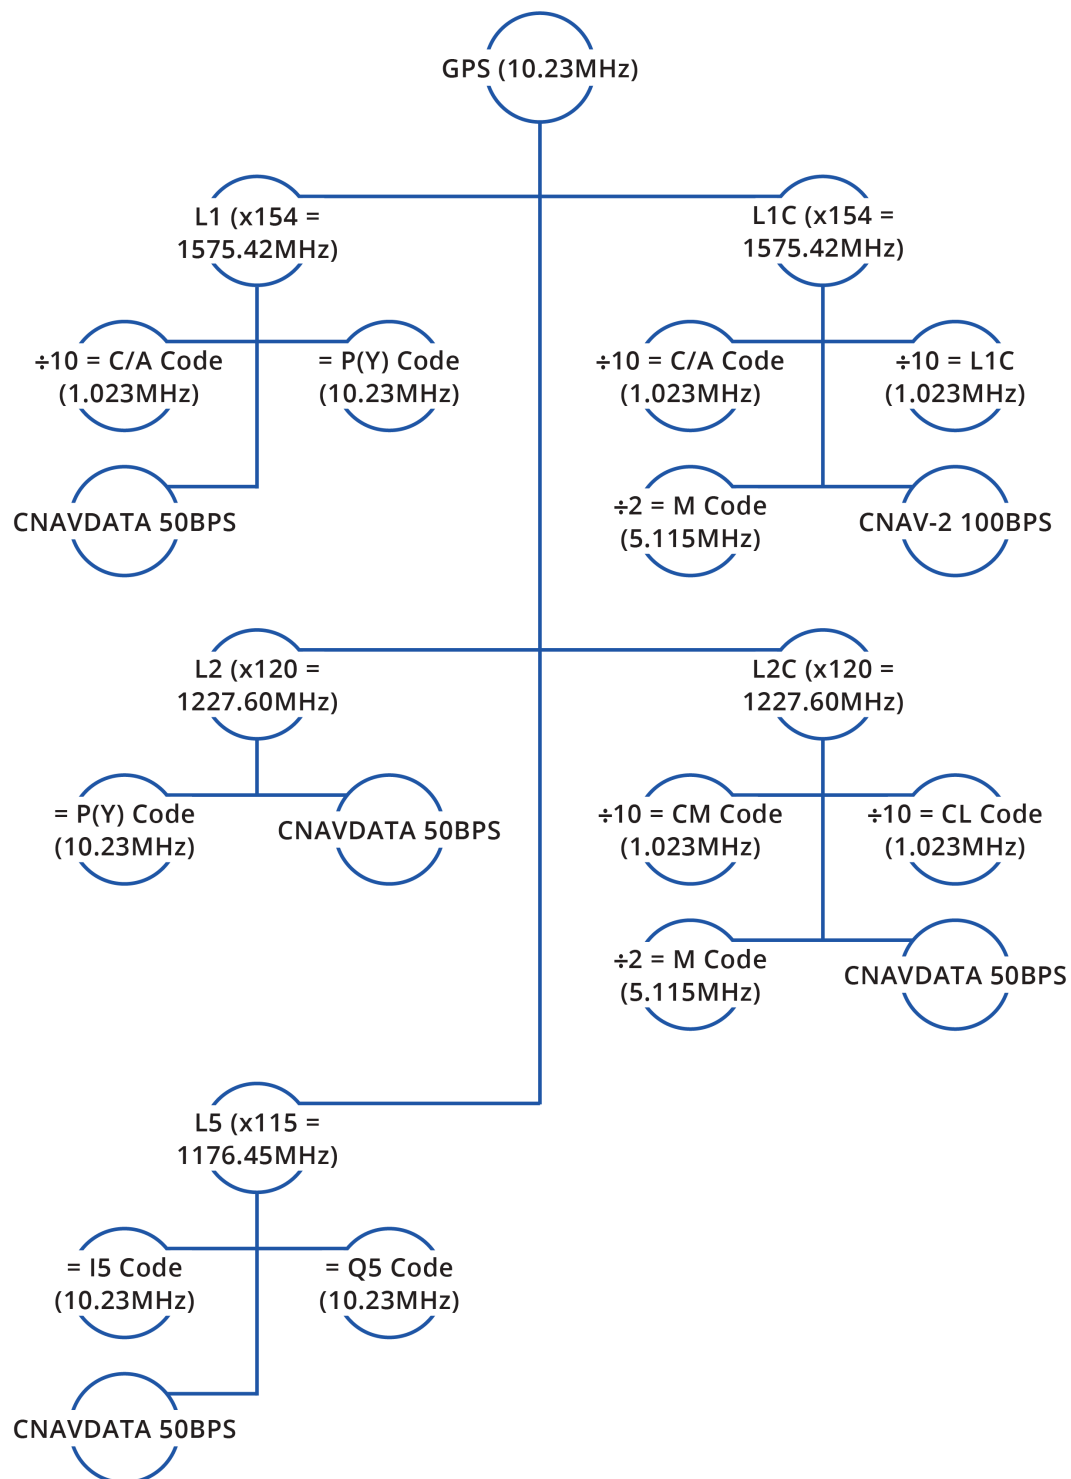 GPS (10.23MHz)
L1 (x154 =
1575.42MHz)
L1C (x154 =
1575.42MHz)
÷10 = C/A Code
(1.023MHz)
= P(Y) Code
(10.23MHz)
÷10 = C/A Code
(1.023MHz)
÷10 = L1C
(1.023MHz)
CNAVDATA 50BPS
÷2 = M Code
(5.115MHz)
CNAV-2 100BPS
L2 (x120 =
1227.60MHz)
L2C (x120 =
1227.60MHz)
= P(Y) Code
(10.23MHz)
CNAVDATA 50BPS
÷10 = CM Code
(1.023MHz)
÷10 = CL Code
(1.023MHz)
÷2 = M Code
(5.115MHz)
CNAVDATA 50BPS
L5 (x115 =
1176.45MHz)
= I5 Code
(10.23MHz)
= Q5 Code
(10.23MHz)
CNAVDATA 50BPS